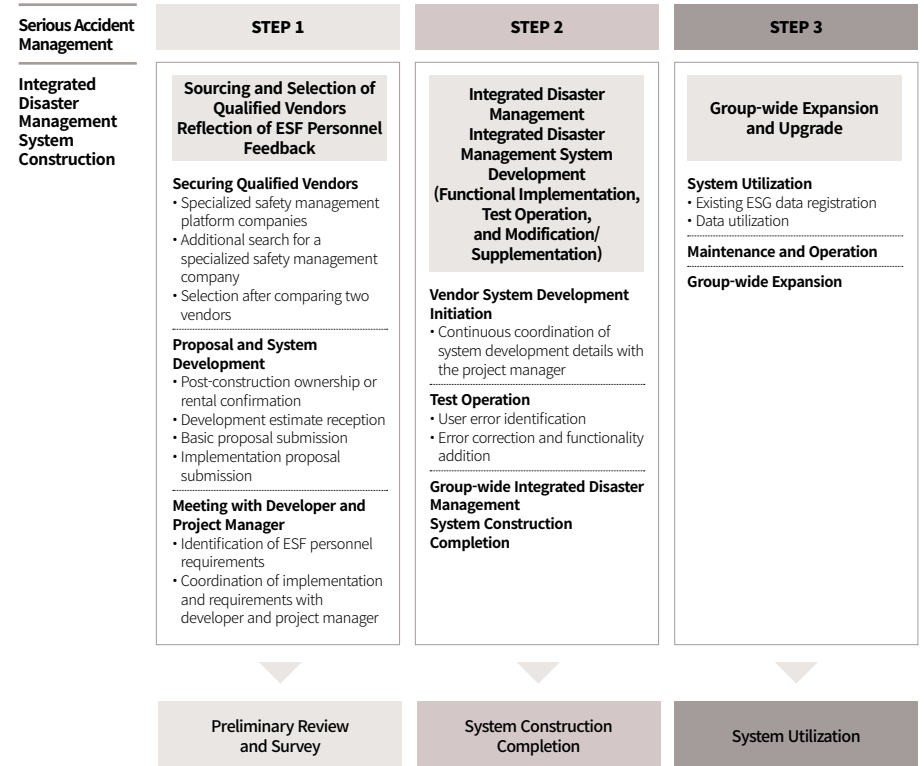 Serious Accident
Management
STEP 1
STEP 2
STEP 3
Integrated
Disaster
Management
System
Construction
Sourcing and Selection of
Qualified Vendors
Reflection of ESF Personnel
Feedback
Securing Qualified Vendors
• Specialized safety management
platform companies
• Additional search for a
specialized safety management
company
• Selection after comparing two
vendors
Proposal and System
Development
• Post-construction ownership or
rental confirmation
• Development estimate reception
• Basic proposal submission
• Implementation proposal
submission
Meeting with Developer and
Project Manager
• Identification of ESF personnel
requirements
• Coordination of implementation
and requirements with
developer and project manager
Integrated Disaster
Management
Integrated Disaster
Management System
Development
(Functional Implementation,
Test Operation,
and Modification/
Supplementation)
Vendor System Development
Initiation
• Continuous coordination of
system development details with
the project manager
Test Operation
• User error identification
• Error correction and functionality
addition
Group-wide Integrated Disaster
Management
System Construction
Completion
Group-wide Expansion
and Upgrade
System Utilization
• Existing ESG data registration
• Data utilization
Maintenance and Operation
Group-wide Expansion
Preliminary Review
and Survey
System Construction
Completion
System Utilization